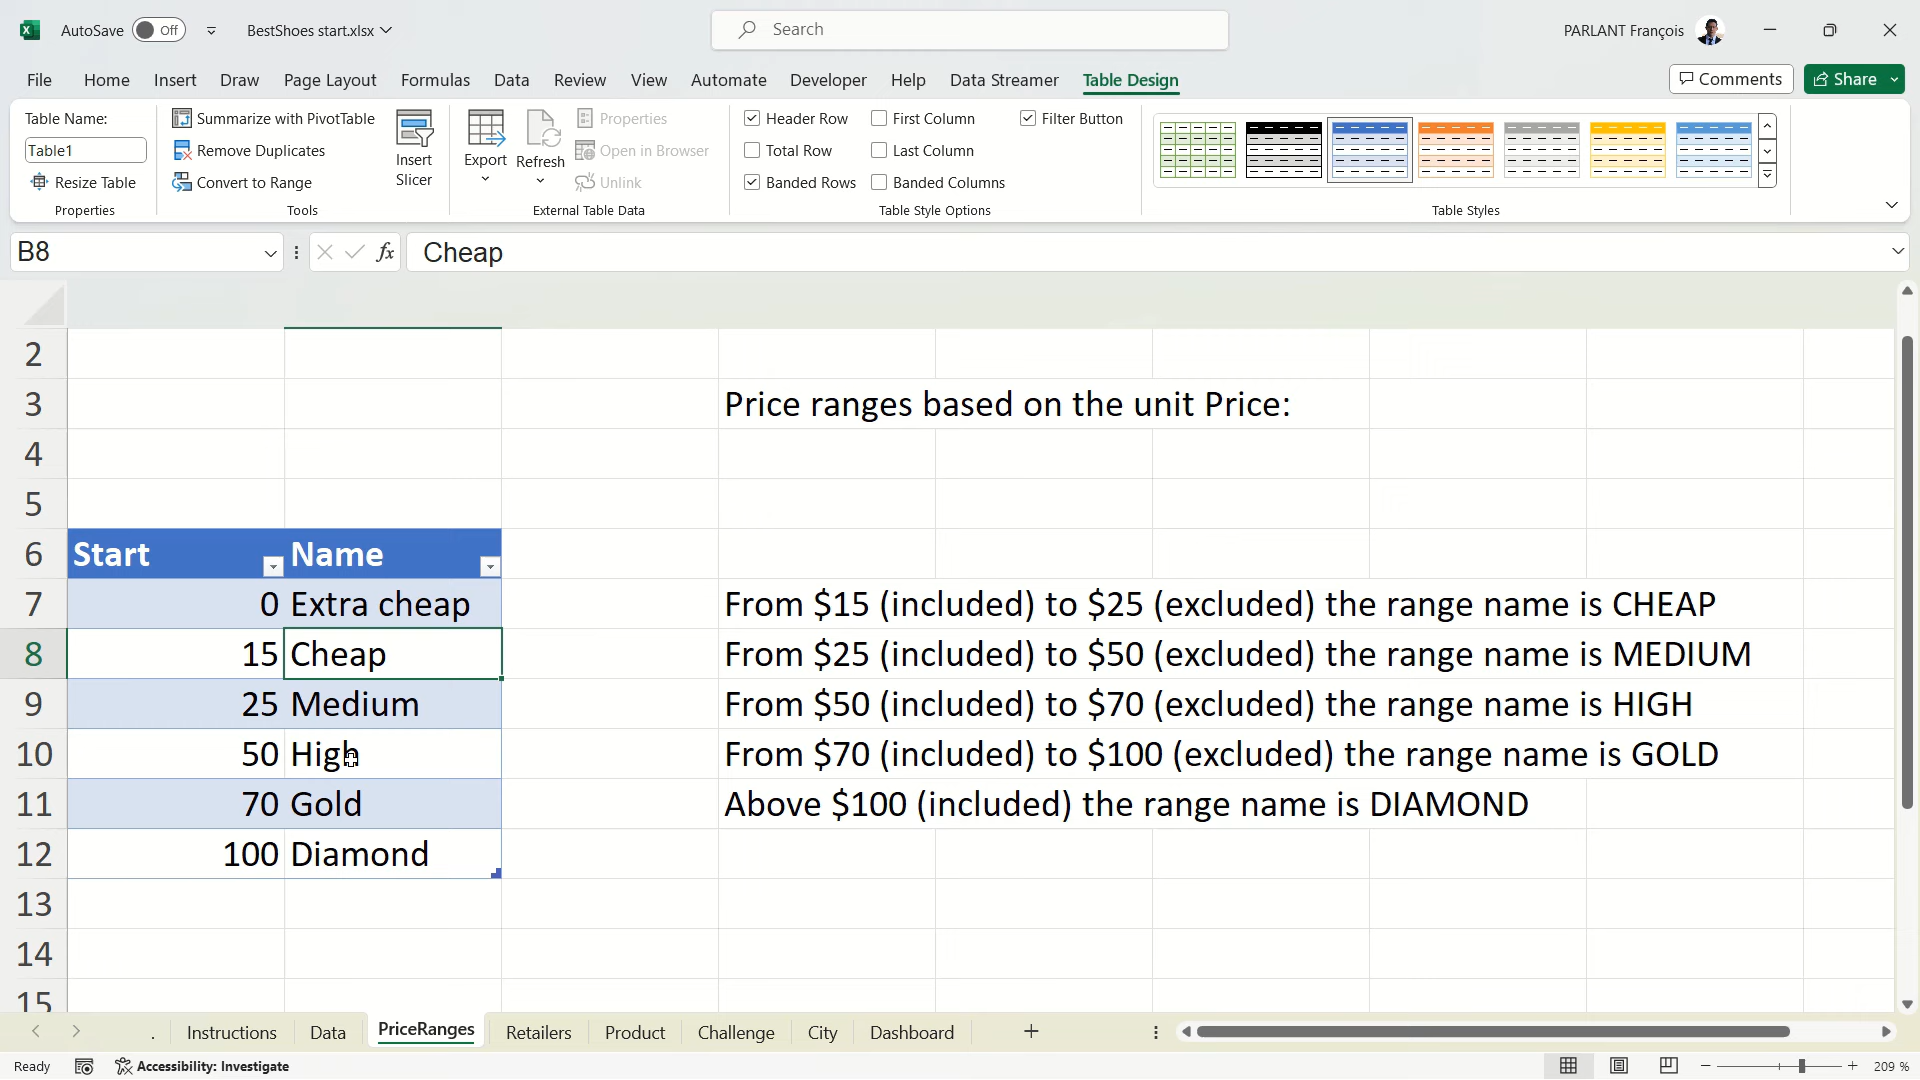 AutoSave Off BestShoes start.xlsx Search PARLANT François
File Home Insert Draw Page Layout Formulas Data Review View Automate Developer Help Data Streamer Table Design Comments Share
Table Name:
Table1
Resize Table
Properties
Summarize with PivotTable
Remove Duplicates
Convert to Range
Tools
Insert
Slicer
Export
Refresh
Properties
Open in Browser
Unlink
External Table Data
Header Row
First Column
Filter Button
Total Row
Last Column
Banded Rows
Banded Columns
Table Style Options
Table Styles
B8 fx Cheap
2
3 Price ranges based on the unit Price:
4
5
6 Start Name
7 0 Extra cheap From $15 (included) to $25 (excluded) the range name is CHEAP
8 15 Cheap From $25 (included) to $50 (excluded) the range name is MEDIUM
9 25 Medium From $50 (included) to $70 (excluded) the range name is HIGH
10 50 High From $70 (included) to $100 (excluded) the range name is GOLD
11 70 Gold Above $100 (included) the range name is DIAMOND
12 100 Diamond
13
14
15
. Instructions Data PriceRanges Retailers Product Challenge City Dashboard
Ready Accessibility: Investigate 209 %